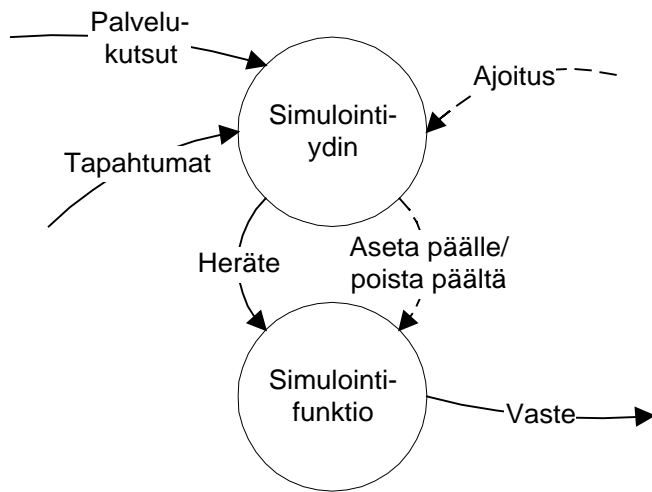 Palvelu-
kutsut
Ajoitus
Simulointi-
ydin
Tapahtumat
Heräte
Aseta päälle/
poista päältä
Simulointi-
funktio
Vaste